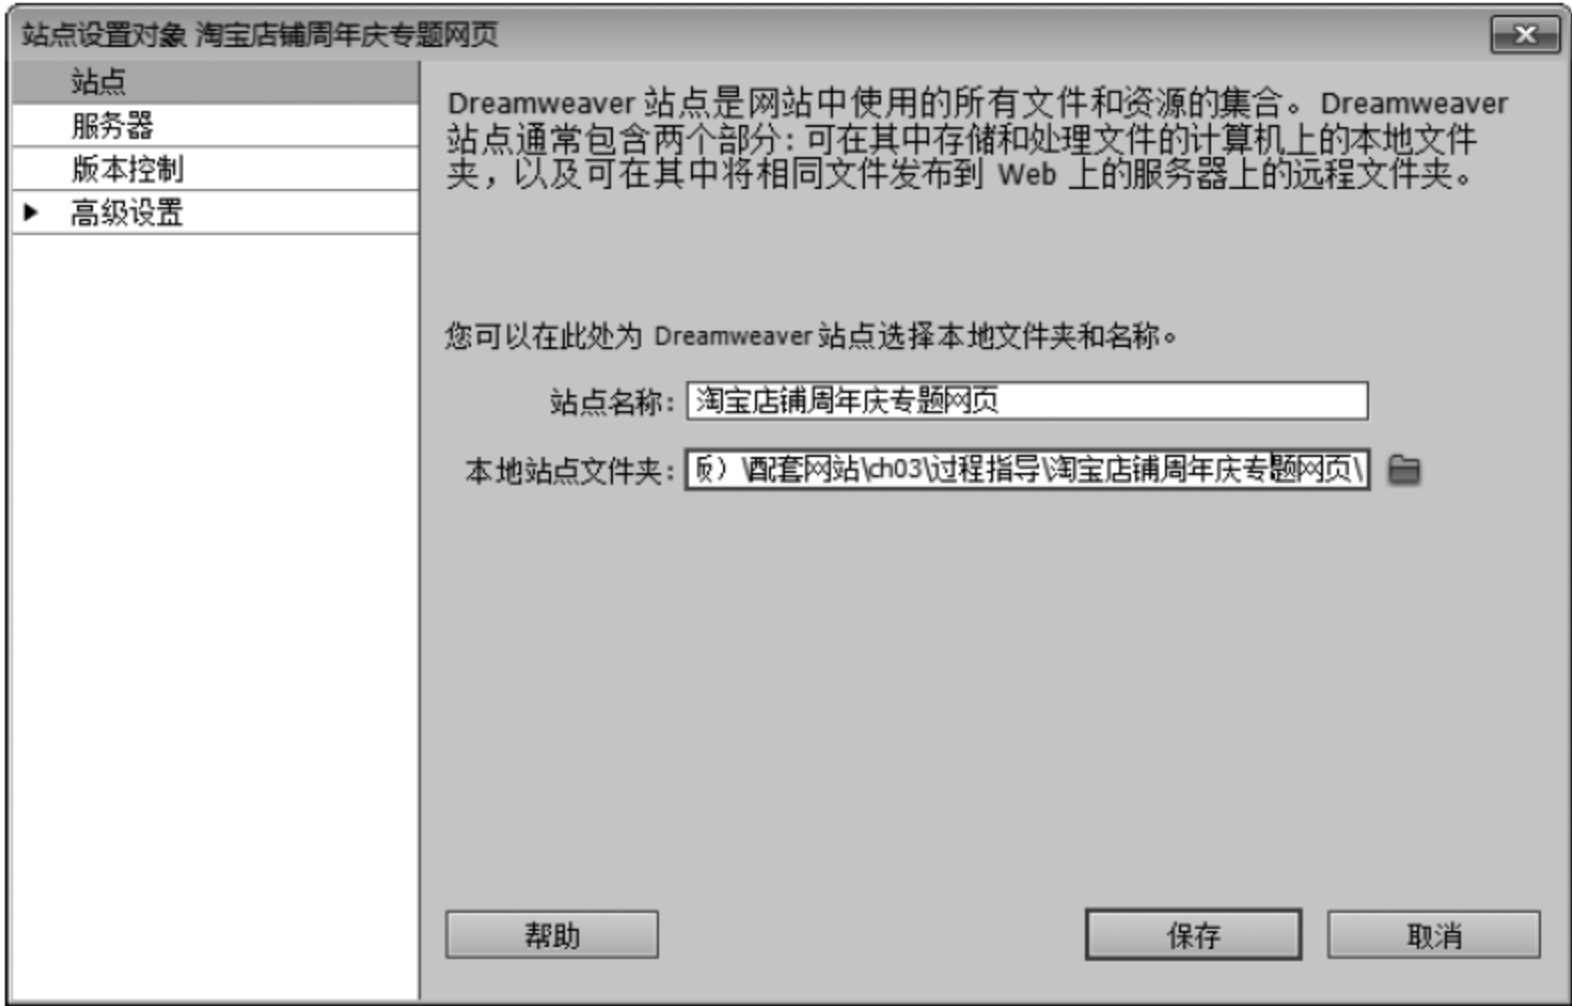 站点设置对象 淘宝店铺周年庆专题网页
站点
服务器
版本控制
高级设置
Dreamweaver 站点是网站中使用的所有文件和资源的集合。Dreamweaver
站点通常包含两个部分：可在其中存储和处理文件的计算机上的本地文件
夹，以及可在其中将相同文件发布到 Web 上的服务器上的远程文件夹。
您可以在此处为 Dreamweaver 站点选择本地文件夹和名称。
站点名称： 淘宝店铺周年庆专题网页
本地站点文件夹： ）\配套网站\ch03\过程指导\淘宝店铺周年庆专题网页\
帮助 保存 取消